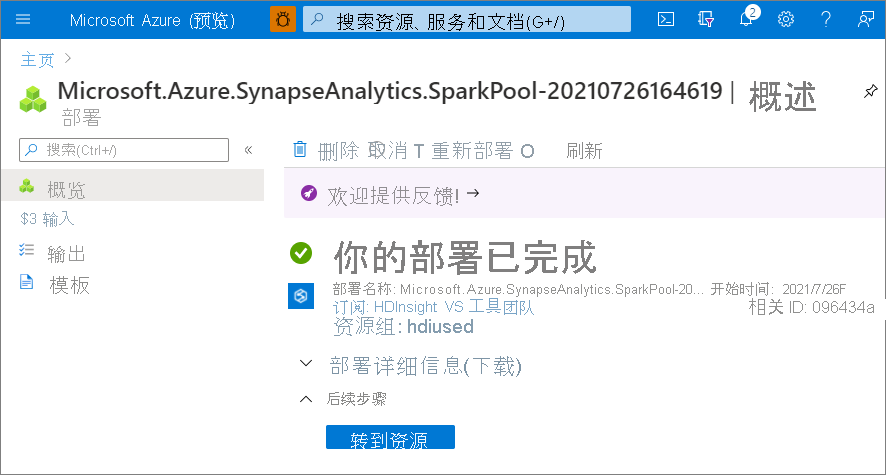 Microsoft Azure (预览)
搜索资源、服务和文档(G+/)
2
主页
Microsoft.Azure.SynapseAnalytics.SparkPool-20210726164619 | 概述
部署
搜索(Ctrl+/)
«
删除 取消 T 重新部署 O 刷新
概览
欢迎提供反馈! →
$3 输入
输出
模板
你的部署已完成
部署名称: Microsoft.Azure.SynapseAnalytics.SparkPool-20... 开始时间: 2021/7/26F
订阅: HDInsight VS 工具团队 相关 ID: 096434a
资源组: hdiused
部署详细信息(下载)
后续步骤
转到资源